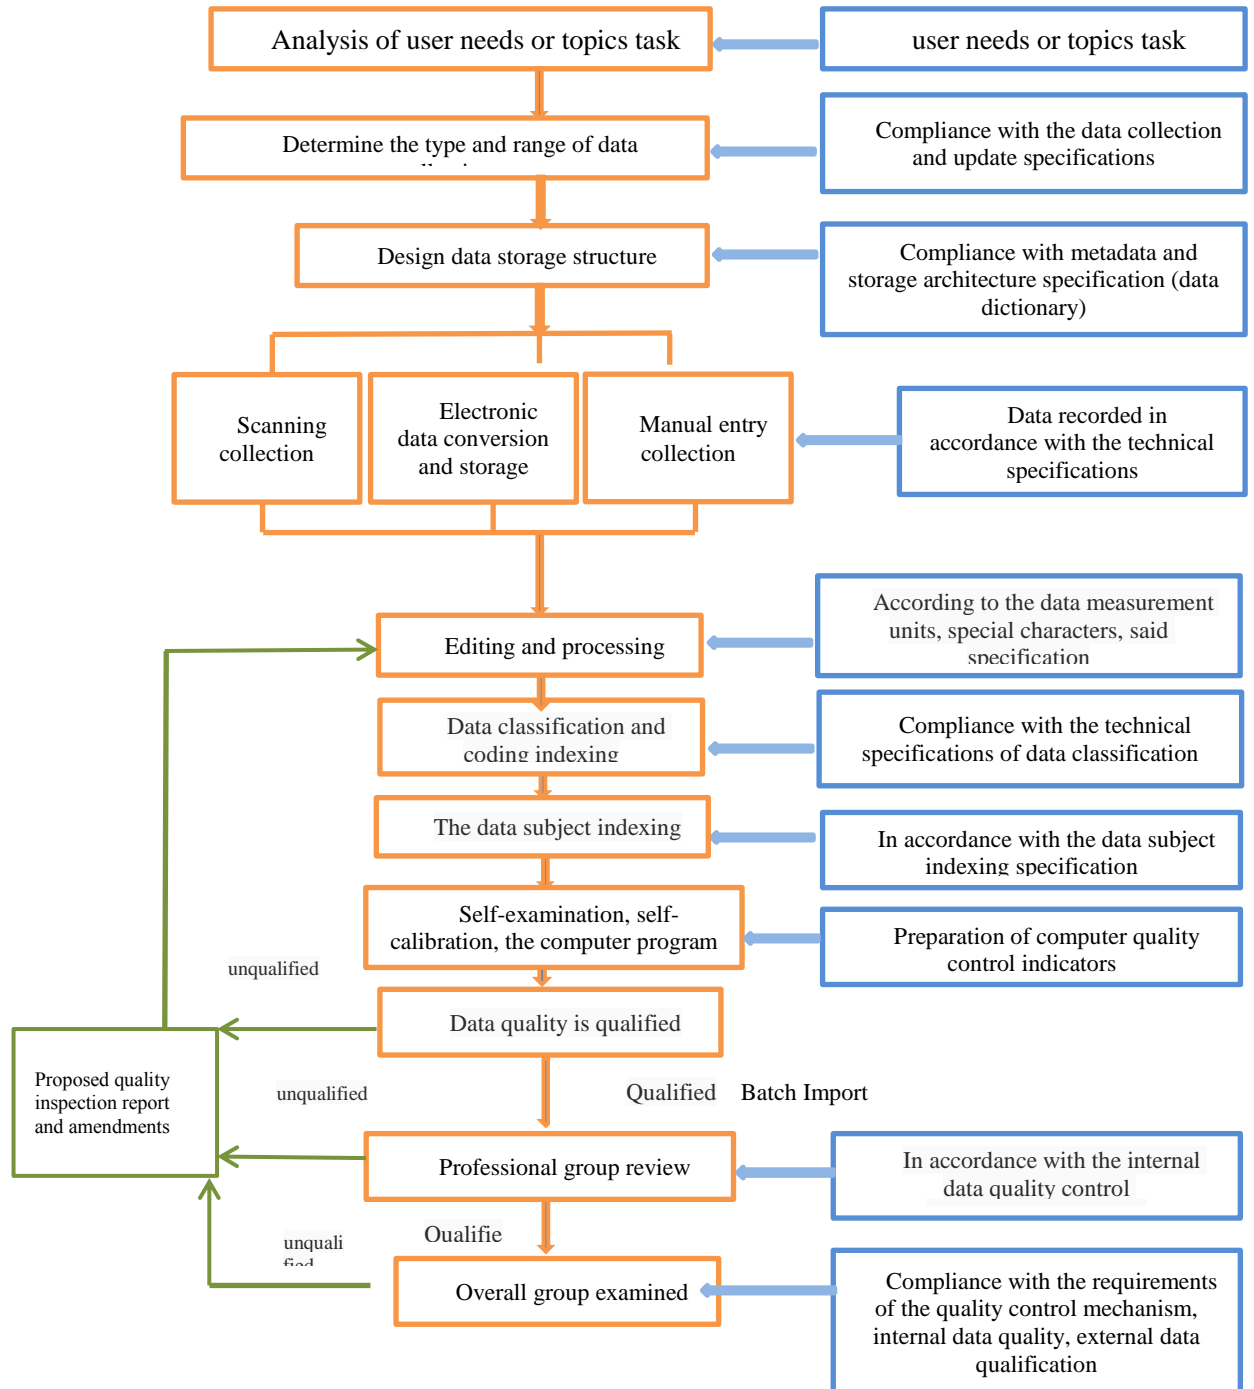 Analysis of user needs or topics task
user needs or topics task
Determine the type and range of data
Compliance with the data collection
and update specifications
Design data storage structure
Compliance with metadata and
storage architecture specification (data
dictionary)
Scanning
collection
Electronic
data conversion
and storage
Manual entry
collection
Data recorded in
accordance with the technical
specifications
Editing and processing
According to the data measurement
units, special characters, said
specification
Data classification and
coding indexing
Compliance with the technical
specifications of data classification
The data subject indexing
In accordance with the data subject
indexing specification
Self-examination, self-
calibration, the computer program
Preparation of computer quality
control indicators
unqualified
Data quality is qualified
Proposed quality
inspection report
and amendments
unqualified
Qualified Batch Import
Professional group review
In accordance with the internal
data quality control
Qualifie
unquali
fied
Overall group examined
Compliance with the requirements
of the quality control mechanism,
internal data quality, external data
qualification